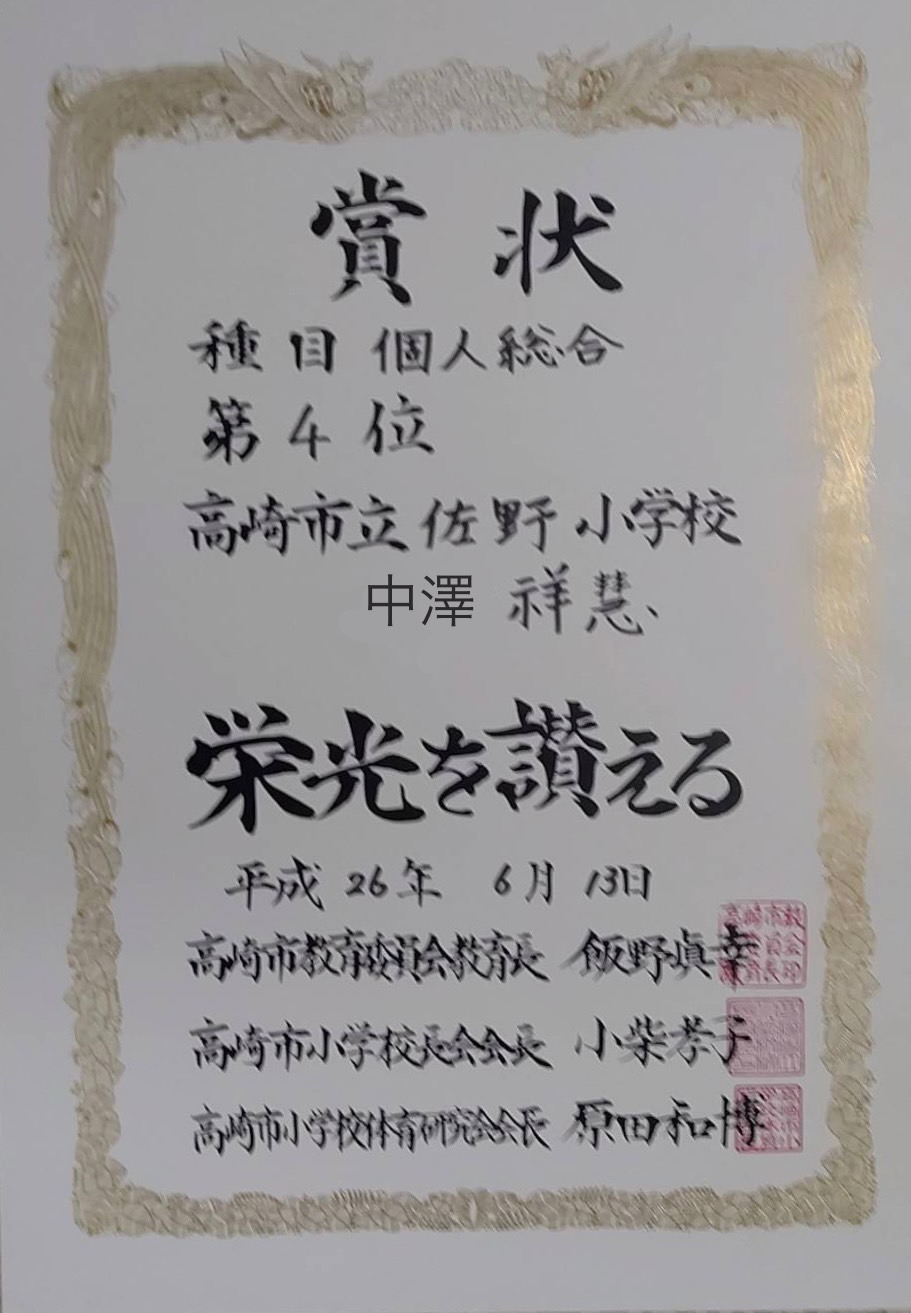 賞状
種目 個人総合
第4位
高崎市立佐野小学校
中澤 祥慧
栄光を讃える
平成 26年 6月 13日
高崎市教育委員会教育長 飯野眞幸
高崎市小学校長会会長 小柴孝子
高崎市小学校体育研究会会長 原田和博